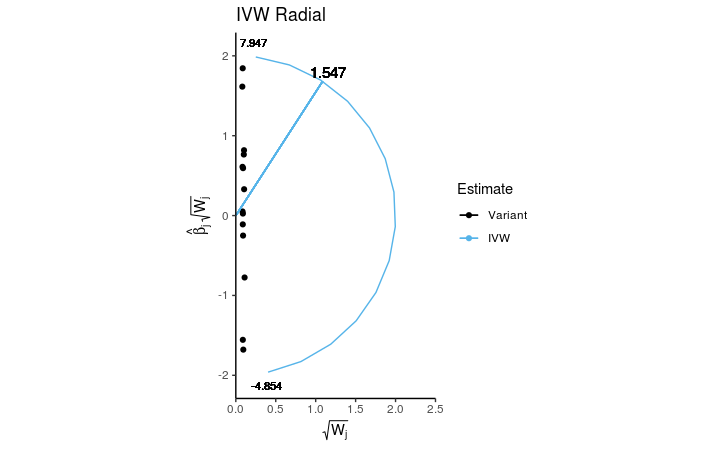 IVW Radial
7.947
1.547
2
1
0
-1
-2
β̂ⱼ√Wⱼ
-4.854
0.0 0.5 1.0 1.5 2.0 2.5
√Wⱼ
Estimate
Variant
IVW